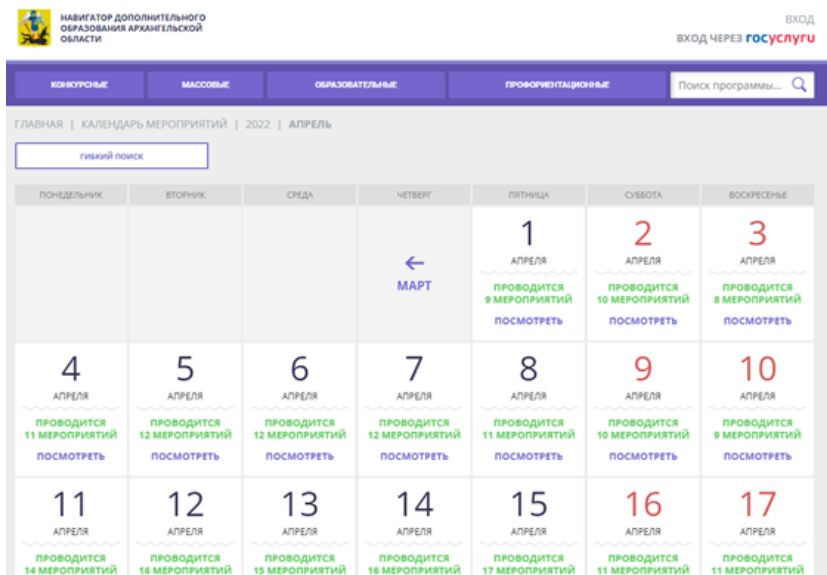 НАВИГАТОР ДОПОЛНИТЕЛЬНОГО
ОБРАЗОВАНИЯ АРХАНГЕЛЬСКОЙ
ОБЛАСТИ
ВХОД
ВХОД ЧЕРЕЗ госуслуги
КОНКУРСНЫЕ МАССОВЫЕ ОБРАЗОВАТЕЛЬНЫЕ ПРОФОРИЕНТАЦИОННЫЕ Поиск программы...
ГЛАВНАЯ | КАЛЕНДАРЬ МЕРОПРИЯТИЙ | 2022 | АПРЕЛЬ
ГИБКИЙ ПОИСК
ПОНЕДЕЛЬНИК ВТОРНИК СРЕДА ЧЕТВЕРГ ПЯТНИЦА СУББОТА ВОСКРЕСЕНЬЕ
1 2 3
← АПРЕЛЯ АПРЕЛЯ АПРЕЛЯ
МАРТ ПРОВОДИТСЯ ПРОВОДИТСЯ ПРОВОДИТСЯ
9 МЕРОПРИЯТИЙ 10 МЕРОПРИЯТИЙ 8 МЕРОПРИЯТИЙ
ПОСМОТРЕТЬ ПОСМОТРЕТЬ ПОСМОТРЕТЬ
4 5 6 7 8 9 10
АПРЕЛЯ АПРЕЛЯ АПРЕЛЯ АПРЕЛЯ АПРЕЛЯ АПРЕЛЯ АПРЕЛЯ
ПРОВОДИТСЯ ПРОВОДИТСЯ ПРОВОДИТСЯ ПРОВОДИТСЯ ПРОВОДИТСЯ ПРОВОДИТСЯ ПРОВОДИТСЯ
11 МЕРОПРИЯТИЙ 12 МЕРОПРИЯТИЙ 12 МЕРОПРИЯТИЙ 12 МЕРОПРИЯТИЙ 11 МЕРОПРИЯТИЙ 10 МЕРОПРИЯТИЙ 9 МЕРОПРИЯТИЙ
ПОСМОТРЕТЬ ПОСМОТРЕТЬ ПОСМОТРЕТЬ ПОСМОТРЕТЬ ПОСМОТРЕТЬ ПОСМОТРЕТЬ ПОСМОТРЕТЬ
11 12 13 14 15 16 17
АПРЕЛЯ АПРЕЛЯ АПРЕЛЯ АПРЕЛЯ АПРЕЛЯ АПРЕЛЯ АПРЕЛЯ
ПРОВОДИТСЯ ПРОВОДИТСЯ ПРОВОДИТСЯ ПРОВОДИТСЯ ПРОВОДИТСЯ ПРОВОДИТСЯ ПРОВОДИТСЯ
14 МЕРОПРИЯТИЙ 16 МЕРОПРИЯТИЙ 15 МЕРОПРИЯТИЙ 16 МЕРОПРИЯТИЙ 17 МЕРОПРИЯТИЙ 11 МЕРОПРИЯТИЙ 11 МЕРОПРИЯТИЙ